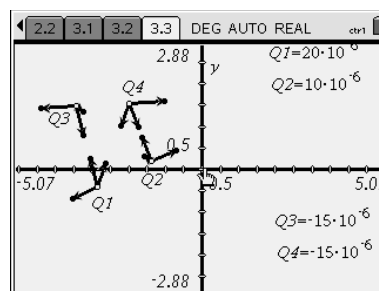 2.2 3.1 3.2 3.3 DEG AUTO REAL ctrl
2.88 y Q1=20·10⁻⁶
Q4 Q2=10·10⁻⁶
Q3
0.5
-5.07 Q2 0.5 5.0
Q1
Q3=-15·10⁻⁶
Q4=-15·10⁻⁶
-2.88